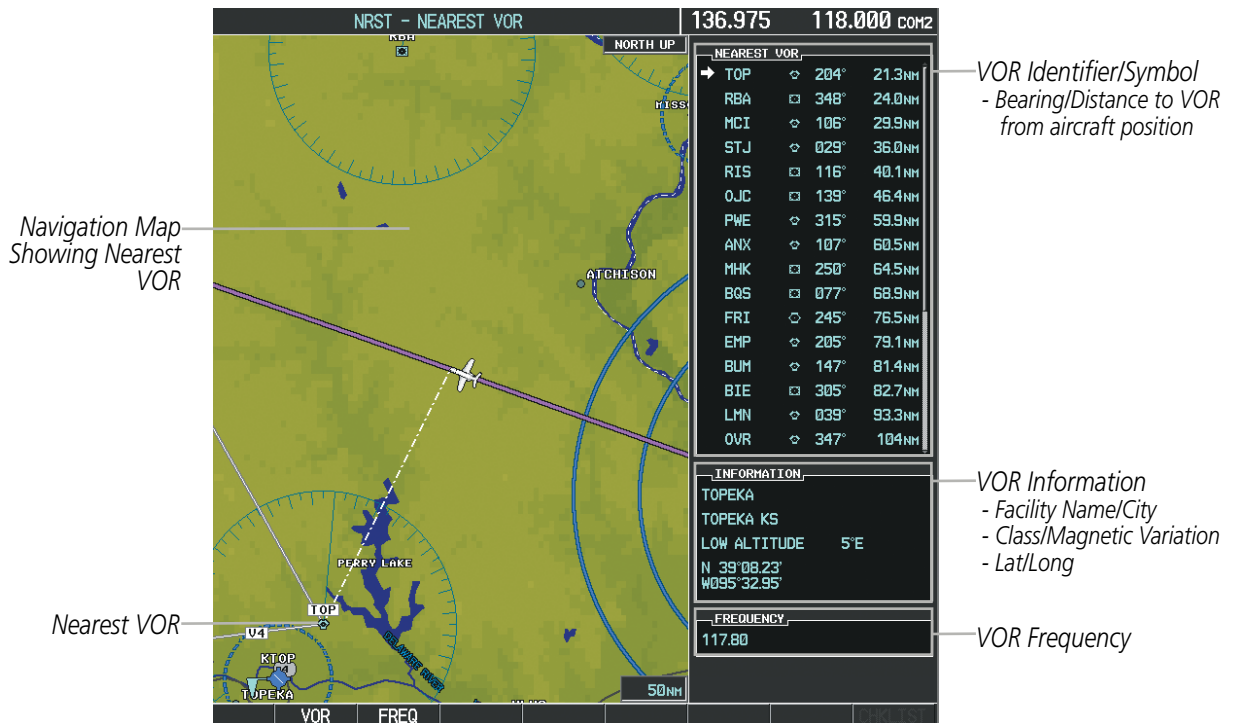 NRST - NEAREST VOR
136.975 118.000 COM2
NORTH UP
RBA
MISS
ATCHISON
PERRY LAKE
TOP
V4
DELAWARE RIVER
KTOP
TOPEKA
50NM
NEAREST VOR
TOP 204° 21.3NM
RBA 348° 24.0NM
MCI 106° 29.9NM
STJ 029° 36.0NM
RIS 116° 40.1NM
OJC 139° 46.4NM
PWE 315° 59.9NM
ANX 107° 60.5NM
MHK 250° 64.5NM
BQS 077° 68.9NM
FRI 245° 76.5NM
EMP 205° 79.1NM
BUM 147° 81.4NM
BIE 305° 82.7NM
LMN 039° 93.3NM
OVR 347° 104NM
INFORMATION
TOPEKA
TOPEKA KS
LOW ALTITUDE 5°E
N 39°08.23'
W095°32.95'
FREQUENCY
117.80
VOR FREQ CHKLIST
Navigation Map
Showing Nearest
VOR
Nearest VOR
VOR Identifier/Symbol
- Bearing/Distance to VOR
from aircraft position
VOR Information
- Facility Name/City
- Class/Magnetic Variation
- Lat/Long
VOR Frequency